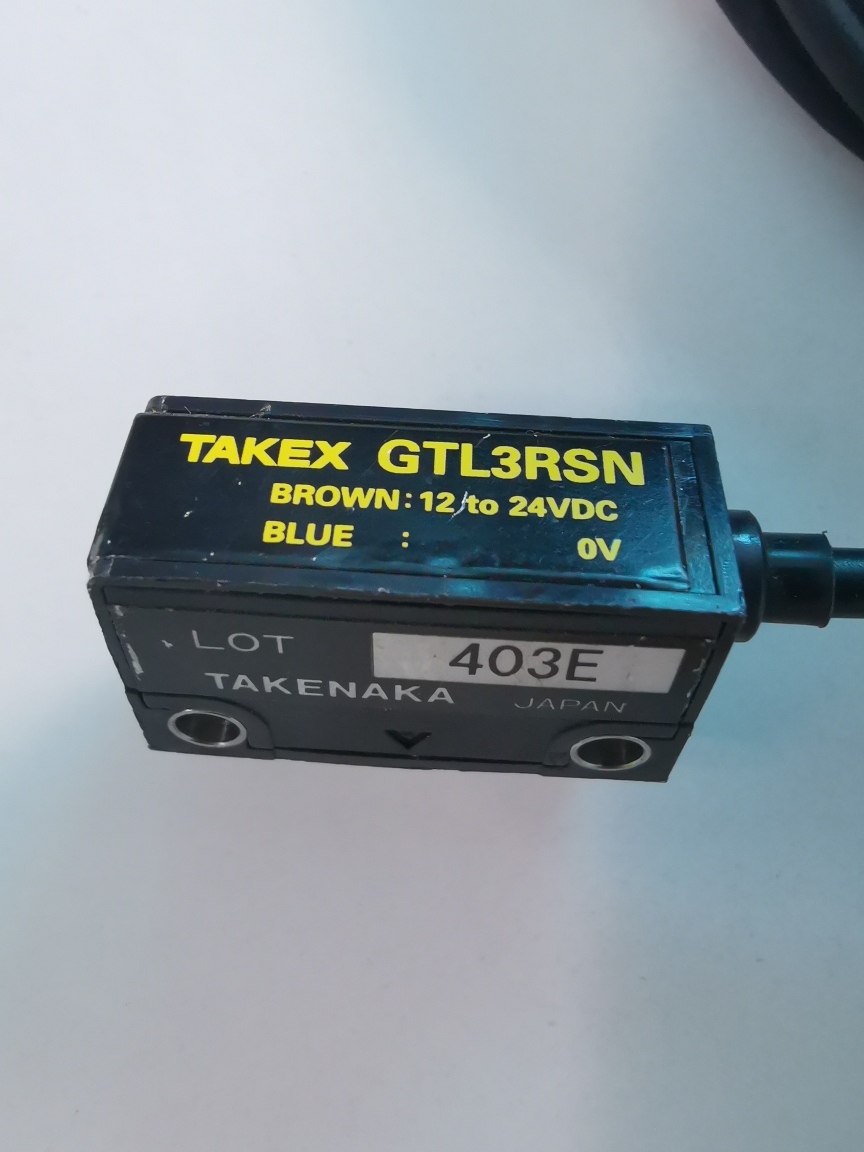 TAKEX GTL3RSN
BROWN: 12 to 24VDC
BLUE : 0V
LOT 403E
TAKENAKA JAPAN